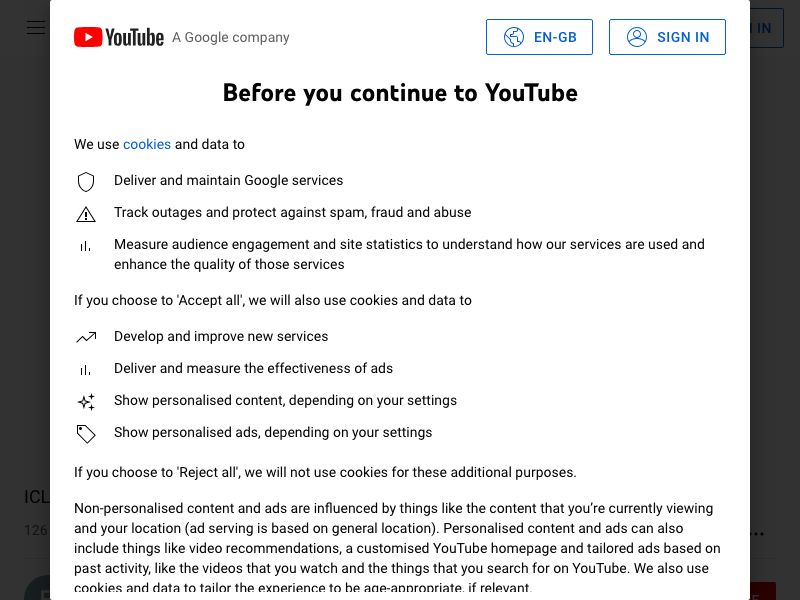 YouTube A Google company EN-GB SIGN IN
Before you continue to YouTube
We use cookies and data to
Deliver and maintain Google services
Track outages and protect against spam, fraud and abuse
Measure audience engagement and site statistics to understand how our services are used and
enhance the quality of those services
If you choose to 'Accept all', we will also use cookies and data to
Develop and improve new services
Deliver and measure the effectiveness of ads
Show personalised content, depending on your settings
Show personalised ads, depending on your settings
If you choose to 'Reject all', we will not use cookies for these additional purposes.
ICL
Non-personalised content and ads are influenced by things like the content that you’re currently viewing
126
and your location (ad serving is based on general location). Personalised content and ads can also
include things like video recommendations, a customised YouTube homepage and tailored ads based on
past activity, like the videos that you watch and the things that you search for on YouTube. We also use
cookies and data to tailor the experience to be age-appropriate, if relevant.